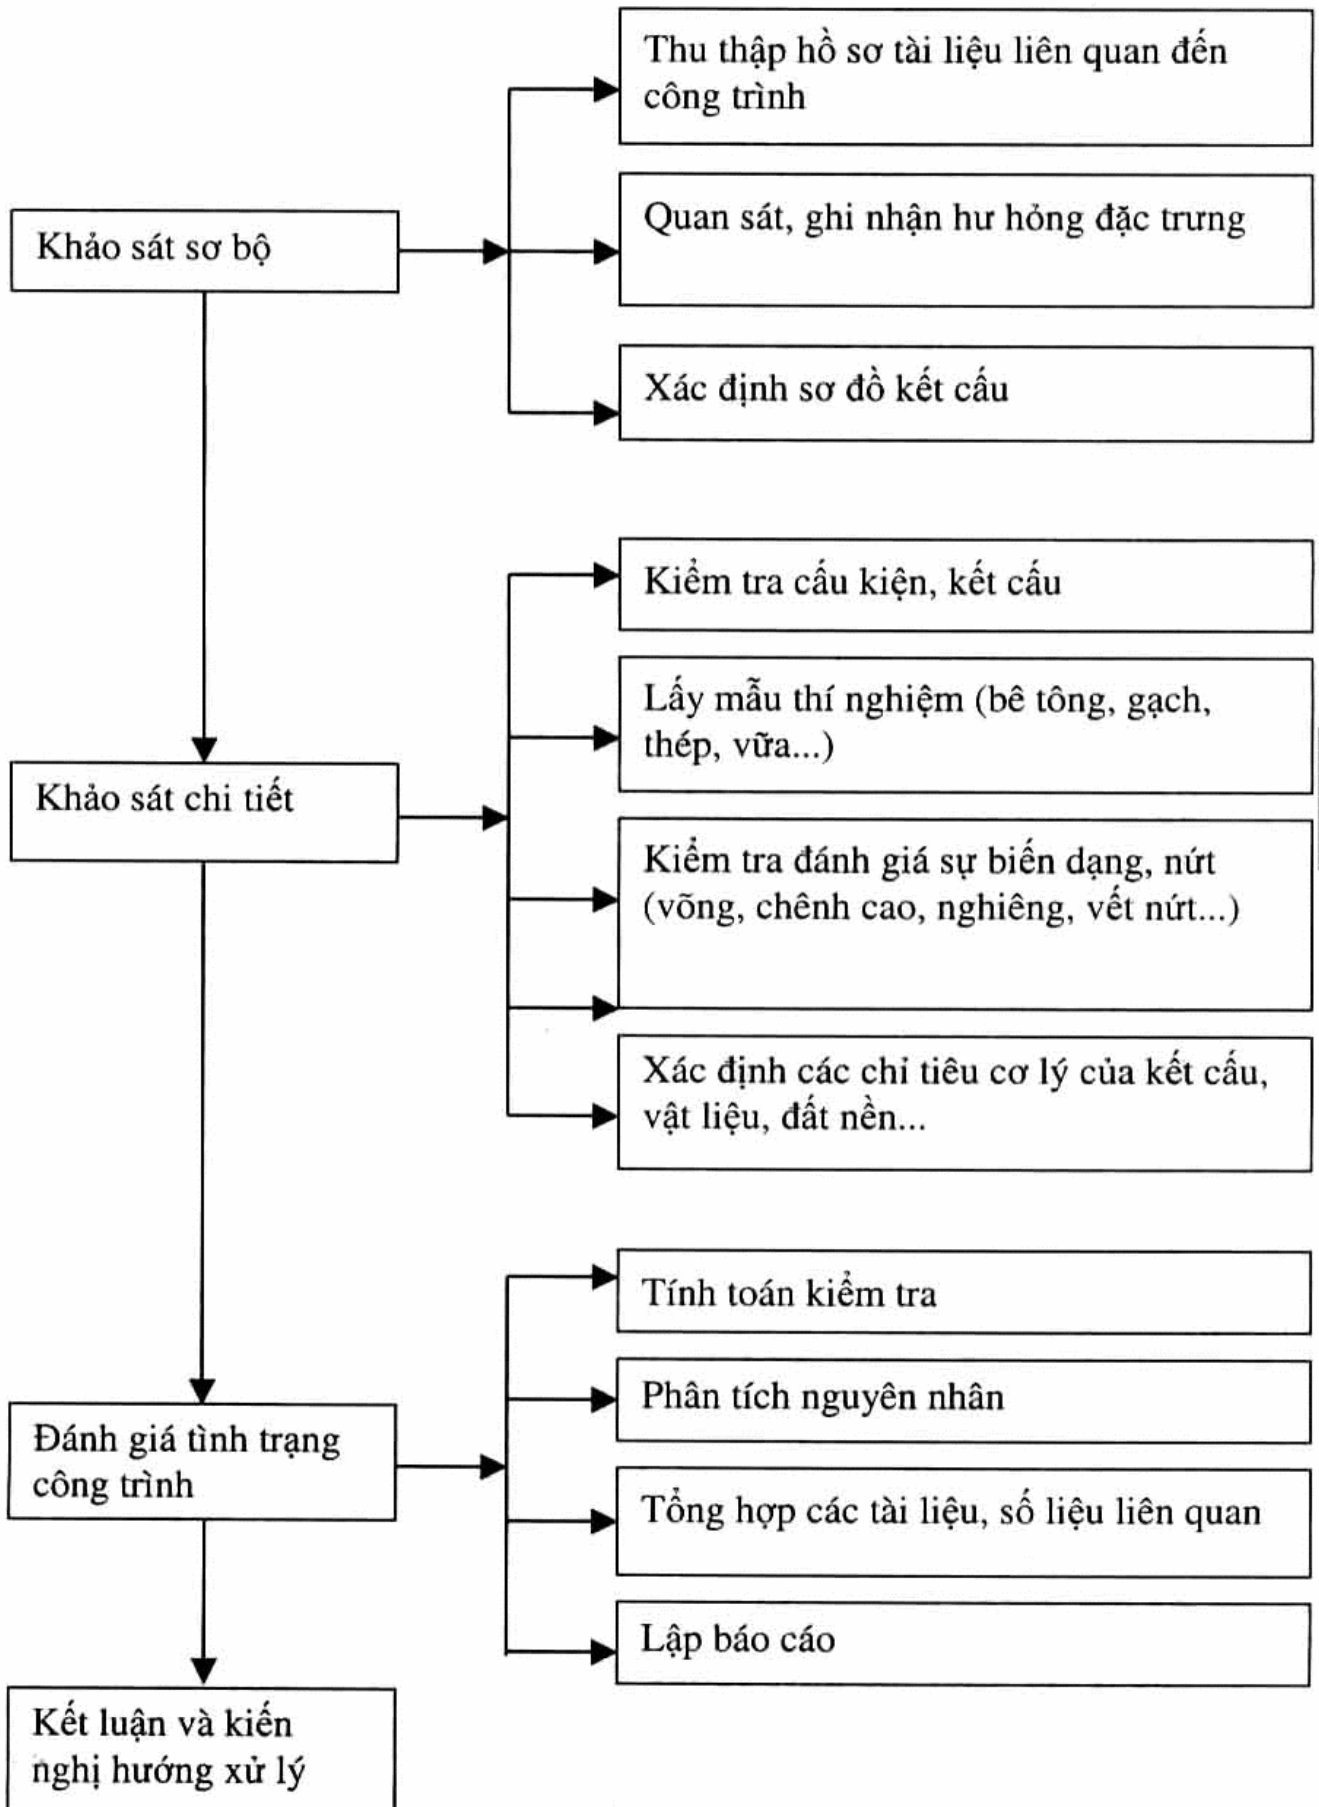 Thu thập hồ sơ tài liệu liên quan đến
công trình
Khảo sát sơ bộ
Quan sát, ghi nhận hư hỏng đặc trưng
Xác định sơ đồ kết cấu
Kiểm tra cấu kiện, kết cấu
Lấy mẫu thí nghiệm (bê tông, gạch,
thép, vữa...)
Khảo sát chi tiết
Kiểm tra đánh giá sự biến dạng, nứt
(võng, chênh cao, nghiêng, vết nứt...)
Xác định các chỉ tiêu cơ lý của kết cấu,
vật liệu, đất nền...
Tính toán kiểm tra
Phân tích nguyên nhân
Đánh giá tình trạng
công trình
Tổng hợp các tài liệu, số liệu liên quan
Lập báo cáo
Kết luận và kiến
nghị hướng xử lý